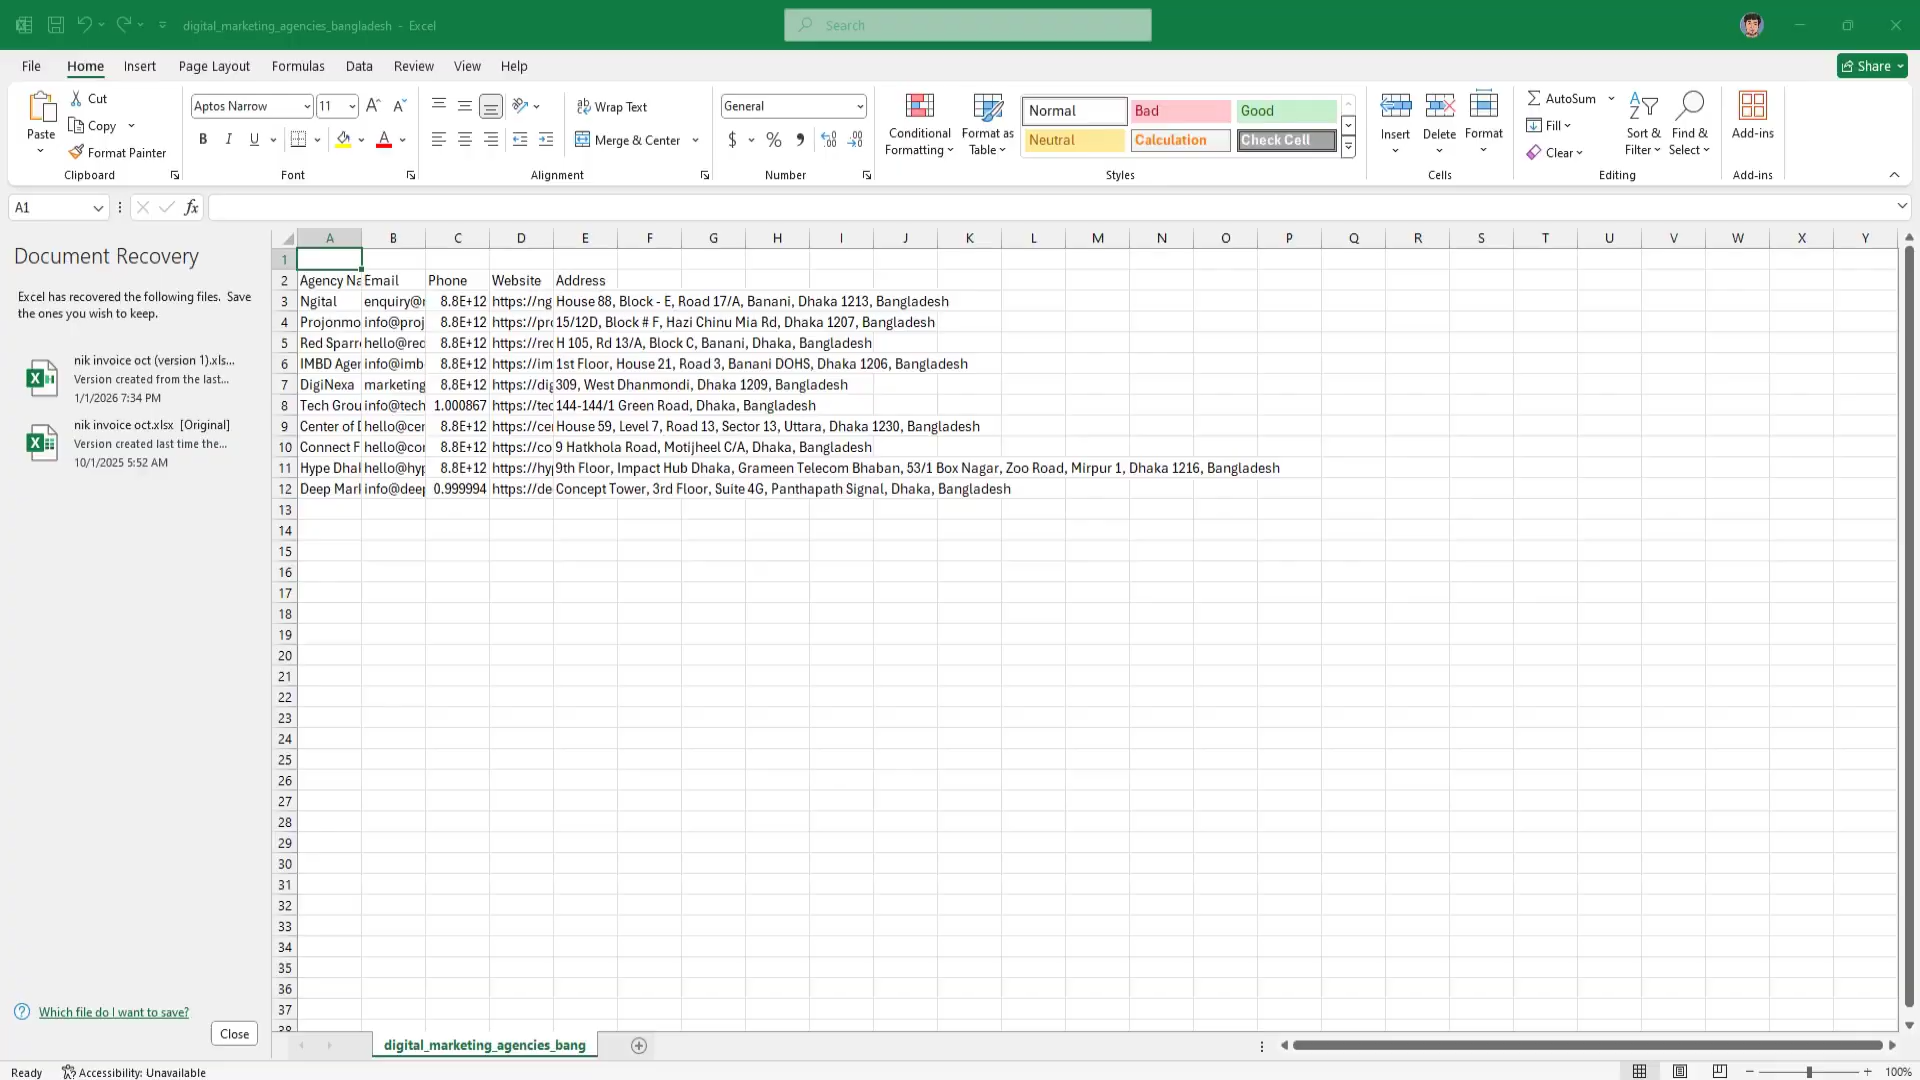 digital_marketing_agencies_bangladesh - Excel
Search
File Home Insert Page Layout Formulas Data Review View Help
Share
Paste
Cut
Copy
Format Painter
Clipboard
Aptos Narrow 11
B I U
Font
Wrap Text
Merge & Center
Alignment
General
$ % ,
Number
Conditional Formatting
Format as Table
Normal Bad Good
Neutral Calculation Check Cell
Styles
Insert Delete Format
Cells
AutoSum
Fill
Clear
Sort & Filter
Find & Select
Editing
Add-ins
Add-ins
A1
fx
Document Recovery
Excel has recovered the following files. Save
the ones you wish to keep.
nik invoice oct (version 1).xls...
Version created from the last...
1/1/2026 7:34 PM
nik invoice oct.xlsx [Original]
Version created last time the...
10/1/2025 5:52 AM
Which file do I want to save?
Close
A B C D E F G H I J K L M N O P Q R S T U V W X Y
1
2 Agency Na Email Phone Website Address
3 Ngital enquiry@n 8.8E+12 https://ng House 88, Block - E, Road 17/A, Banani, Dhaka 1213, Bangladesh
4 Projonmo info@proj 8.8E+12 https://pro 15/12D, Block # F, Hazi Chinu Mia Rd, Dhaka 1207, Bangladesh
5 Red Sparr hello@red 8.8E+12 https://red H 105, Rd 13/A, Block C, Banani, Dhaka, Bangladesh
6 IMBD Agen info@imb 8.8E+12 https://im 1st Floor, House 21, Road 3, Banani DOHS, Dhaka 1206, Bangladesh
7 DigiNexa marketing 8.8E+12 https://dig 309, West Dhanmondi, Dhaka 1209, Bangladesh
8 Tech Grou info@tech 1.000867 https://tec 144-144/1 Green Road, Dhaka, Bangladesh
9 Center of D hello@cen 8.8E+12 https://cen House 59, Level 7, Road 13, Sector 13, Uttara, Dhaka 1230, Bangladesh
10 Connect F hello@con 8.8E+12 https://co 9 Hatkhola Road, Motijheel C/A, Dhaka, Bangladesh
11 Hype Dhak hello@hyp 8.8E+12 https://hyp 9th Floor, Impact Hub Dhaka, Grameen Telecom Bhaban, 53/1 Box Nagar, Zoo Road, Mirpur 1, Dhaka 1216, Bangladesh
12 Deep Mark info@deep 0.999994 https://de Concept Tower, 3rd Floor, Suite 4G, Panthapath Signal, Dhaka, Bangladesh
13
14
15
16
17
18
19
20
21
22
23
24
25
26
27
28
29
30
31
32
33
34
35
36
37
38
digital_marketing_agencies_bang
Ready
Accessibility: Unavailable
100%